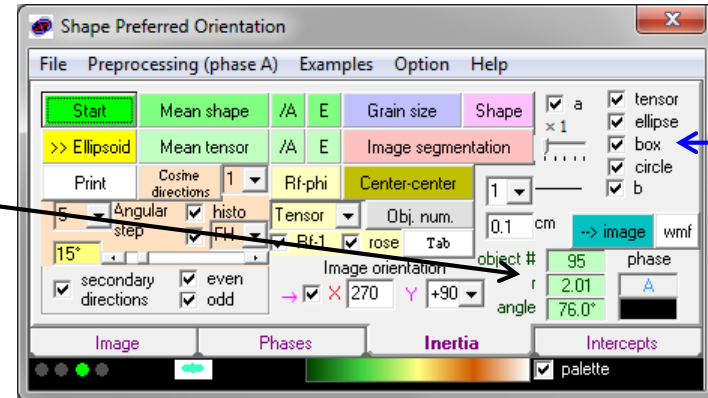 Shape Preferred Orientation
File Preprocessing (phase A) Examples Option Help
Start Mean shape /A E Grain size Shape a tensor
× 1 ellipse
>> Ellipsoid Mean tensor /A E Image segmentation box
circle
Print Cosine directions 1 Rf-phi Center-center 1 b
5 Angular step histo Tensor Obj. num. 0.1 cm --> image wmf
FH Rf-1 rose Tab
15° Image orientation object # 95 phase
secondary directions even → X 270 Y +90 r 2.01 A
odd angle 76.0°
Image Phases Inertia Intercepts
palette